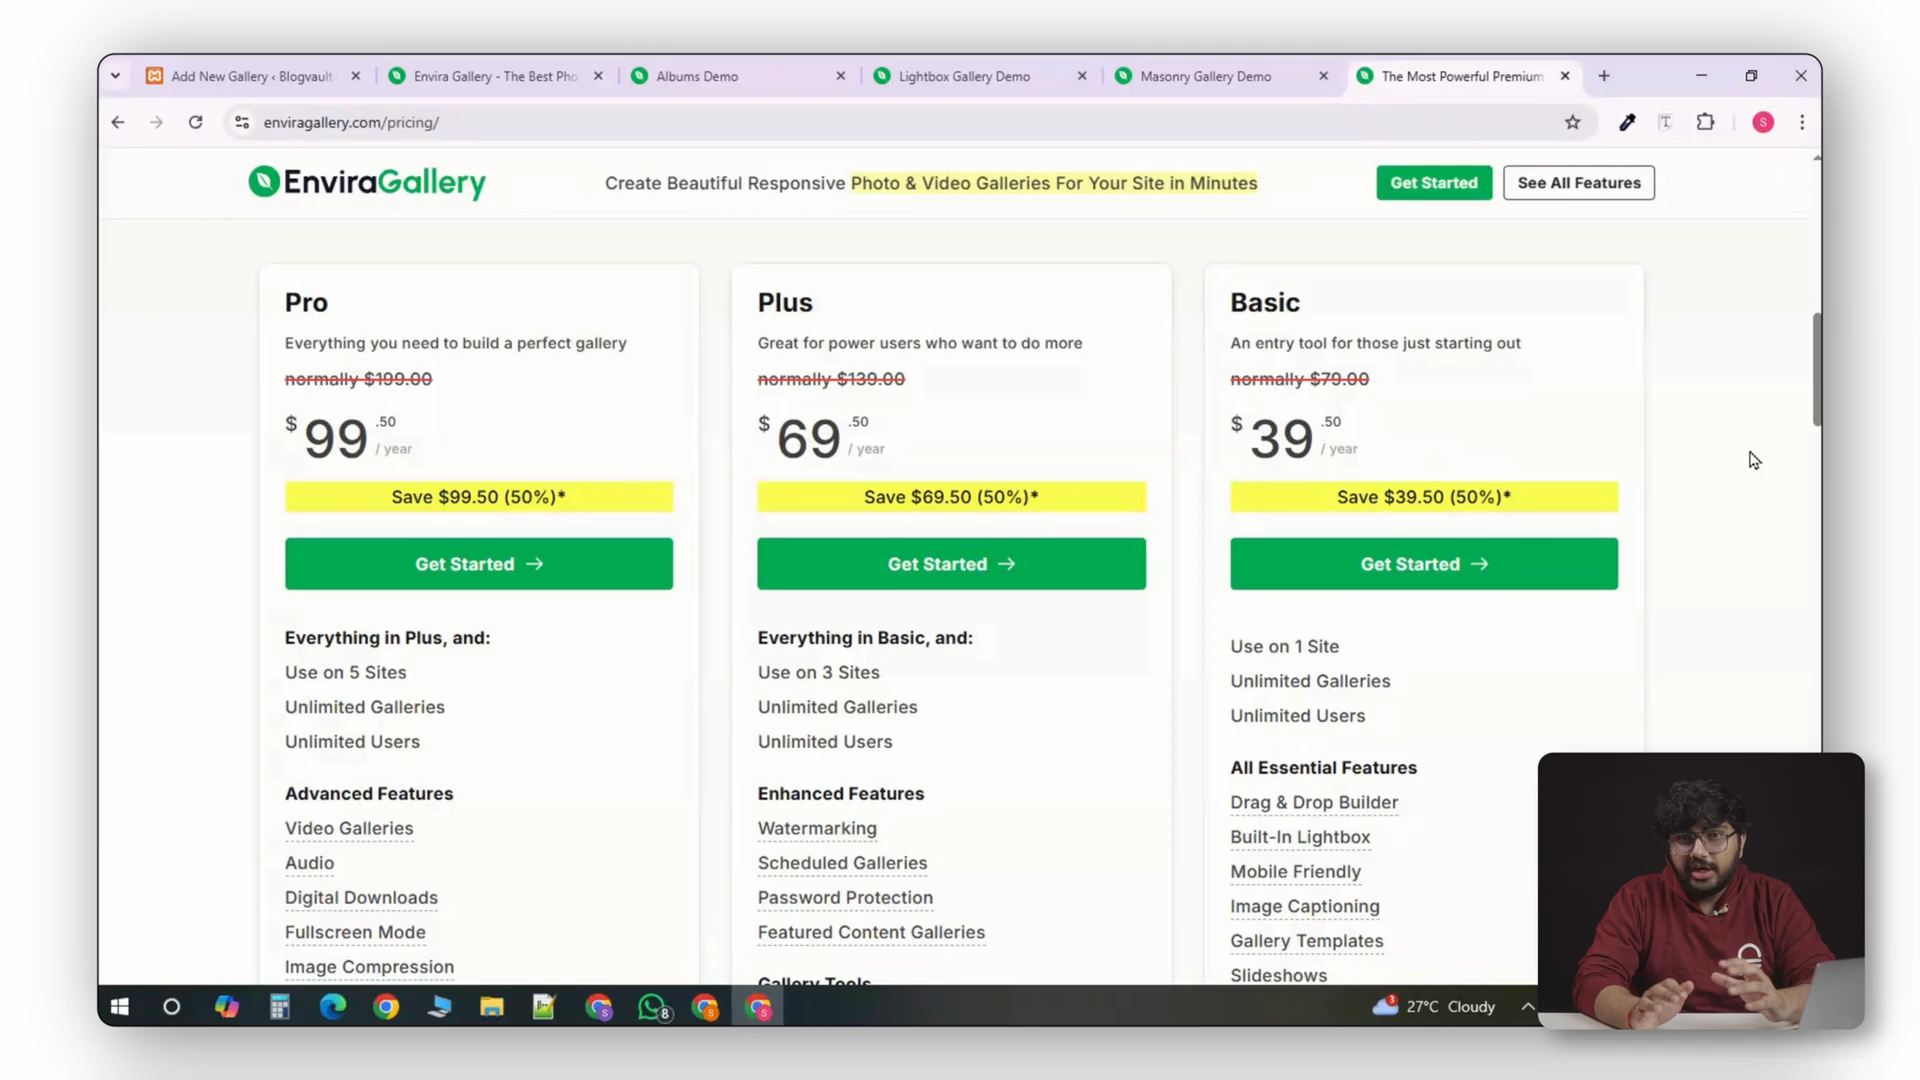 Add New Gallery ‹ Blogvault
Envira Gallery - The Best Pho
Albums Demo
Lightbox Gallery Demo
Masonry Gallery Demo
The Most Powerful Premium
enviragallery.com/pricing/
S
EnviraGallery
Create Beautiful Responsive Photo & Video Galleries For Your Site in Minutes
Get Started
See All Features
Pro
Everything you need to build a perfect gallery
normally $199.00
$99.50 / year
Save $99.50 (50%)*
Get Started →
Everything in Plus, and:
Use on 5 Sites
Unlimited Galleries
Unlimited Users
Advanced Features
Video Galleries
Audio
Digital Downloads
Fullscreen Mode
Image Compression
Plus
Great for power users who want to do more
normally $139.00
$69.50 / year
Save $69.50 (50%)*
Get Started →
Everything in Basic, and:
Use on 3 Sites
Unlimited Galleries
Unlimited Users
Enhanced Features
Watermarking
Scheduled Galleries
Password Protection
Featured Content Galleries
Gallery Tools
Basic
An entry tool for those just starting out
normally $79.00
$39.50 / year
Save $39.50 (50%)*
Get Started →
Use on 1 Site
Unlimited Galleries
Unlimited Users
All Essential Features
Drag & Drop Builder
Built-In Lightbox
Mobile Friendly
Image Captioning
Gallery Templates
Slideshows
8
3
27°C Cloudy